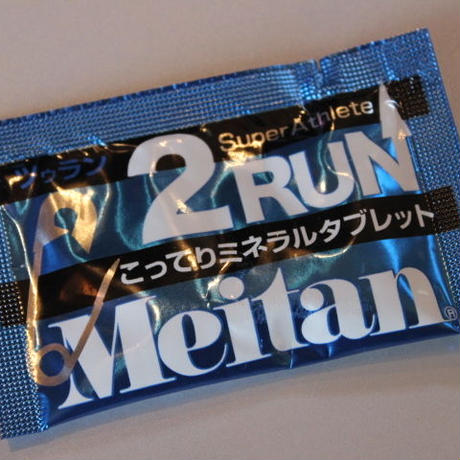 Super Athlete
ツゥラン
2RUN
こってりミネラルタブレット
Meitan®